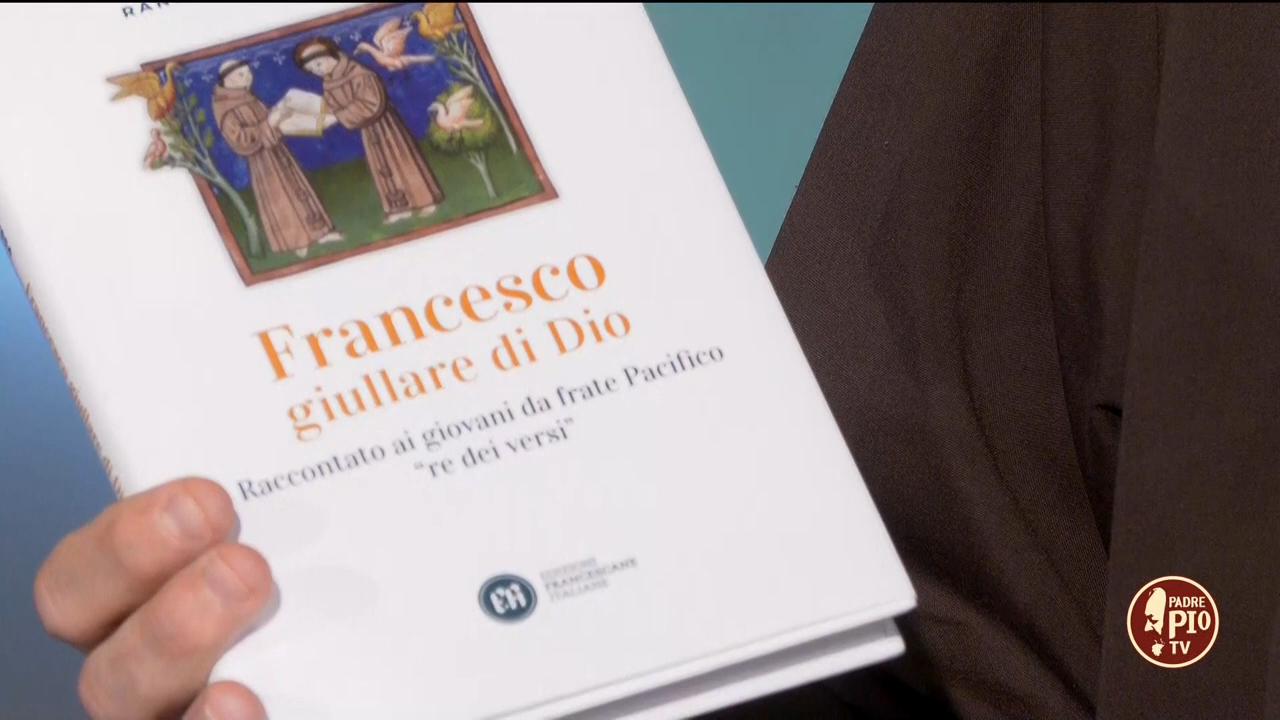 Francesco
giullare di Dio
Raccontato ai giovani da frate Pacifico
“re dei versi”
EDIZIONI
FRANCESCANE
ITALIANE
PADRE
PIO
TV